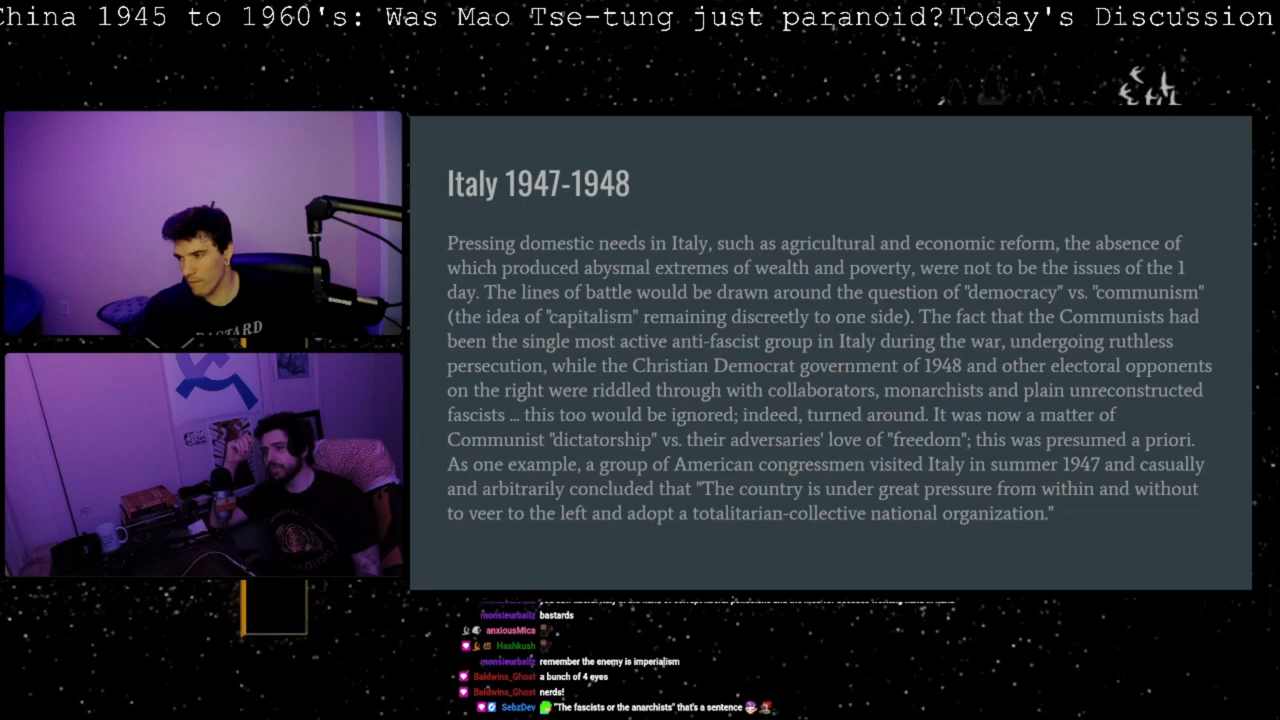 China 1945 to 1960's: Was Mao Tse-tung just paranoid?Today's Discussion
Italy 1947-1948
Pressing domestic needs in Italy, such as agricultural and economic reform, the absence of
which produced abysmal extremes of wealth and poverty, were not to be the issues of the 1
day. The lines of battle would be drawn around the question of "democracy" vs. "communism"
(the idea of "capitalism" remaining discreetly to one side). The fact that the Communists had
been the single most active anti-fascist group in Italy during the war, undergoing ruthless
persecution, while the Christian Democrat government of 1948 and other electoral opponents
on the right were riddled through with collaborators, monarchists and plain unreconstructed
fascists ... this too would be ignored; indeed, turned around. It was now a matter of
Communist "dictatorship" vs. their adversaries' love of "freedom"; this was presumed a priori.
As one example, a group of American congressmen visited Italy in summer 1947 and casually
and arbitrarily concluded that "The country is under great pressure from within and without
to veer to the left and adopt a totalitarian-collective national organization."
BASTARD
monsieurballz bastards
anxiousMica
Hashkush
monsieurballz remember the enemy is imperialism
Baldwins_Ghost a bunch of 4 eyes
Baldwins_Ghost nerds!
SebzDev "The fascists or the anarchists" that's a sentence